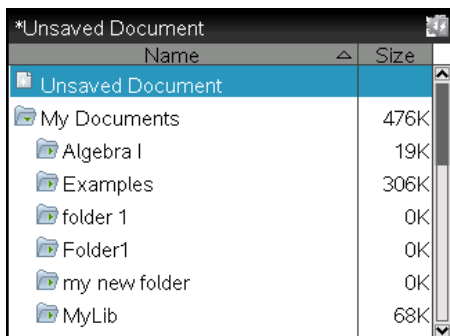 *Unsaved Document
Name Size
Unsaved Document
My Documents 476K
Algebra I 19K
Examples 306K
folder 1 0K
Folder1 0K
my new folder 0K
MyLib 68K